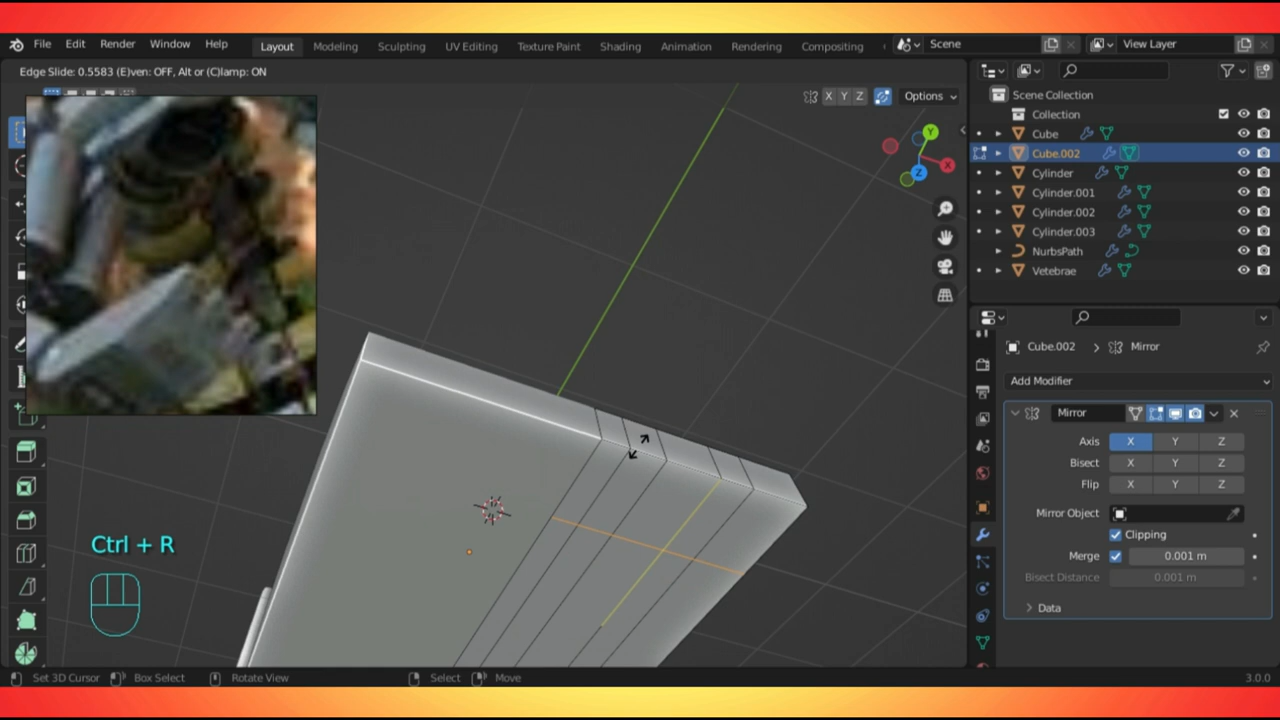 File Edit Render Window Help Layout Modeling Sculpting UV Editing Texture Paint Shading Animation Rendering Compositing Scene View Layer
Edge Slide: 0.5583 (E)ven: OFF, Alt or (C)lamp: ON
X Y Z Options
Scene Collection
Collection
Cube
Cube.002
Cylinder
Cylinder.001
Cylinder.002
Cylinder.003
NurbsPath
Vetebrae
Y
X
Z
Cube.002 > Mirror
Add Modifier
Mirror
Axis X Y Z
Bisect X Y Z
Flip X Y Z
Mirror Object
Clipping
Merge 0.001 m
Bisect Distance 0.001 m
Data
Ctrl + R
Set 3D Cursor Box Select Rotate View Select Move 3.0.0